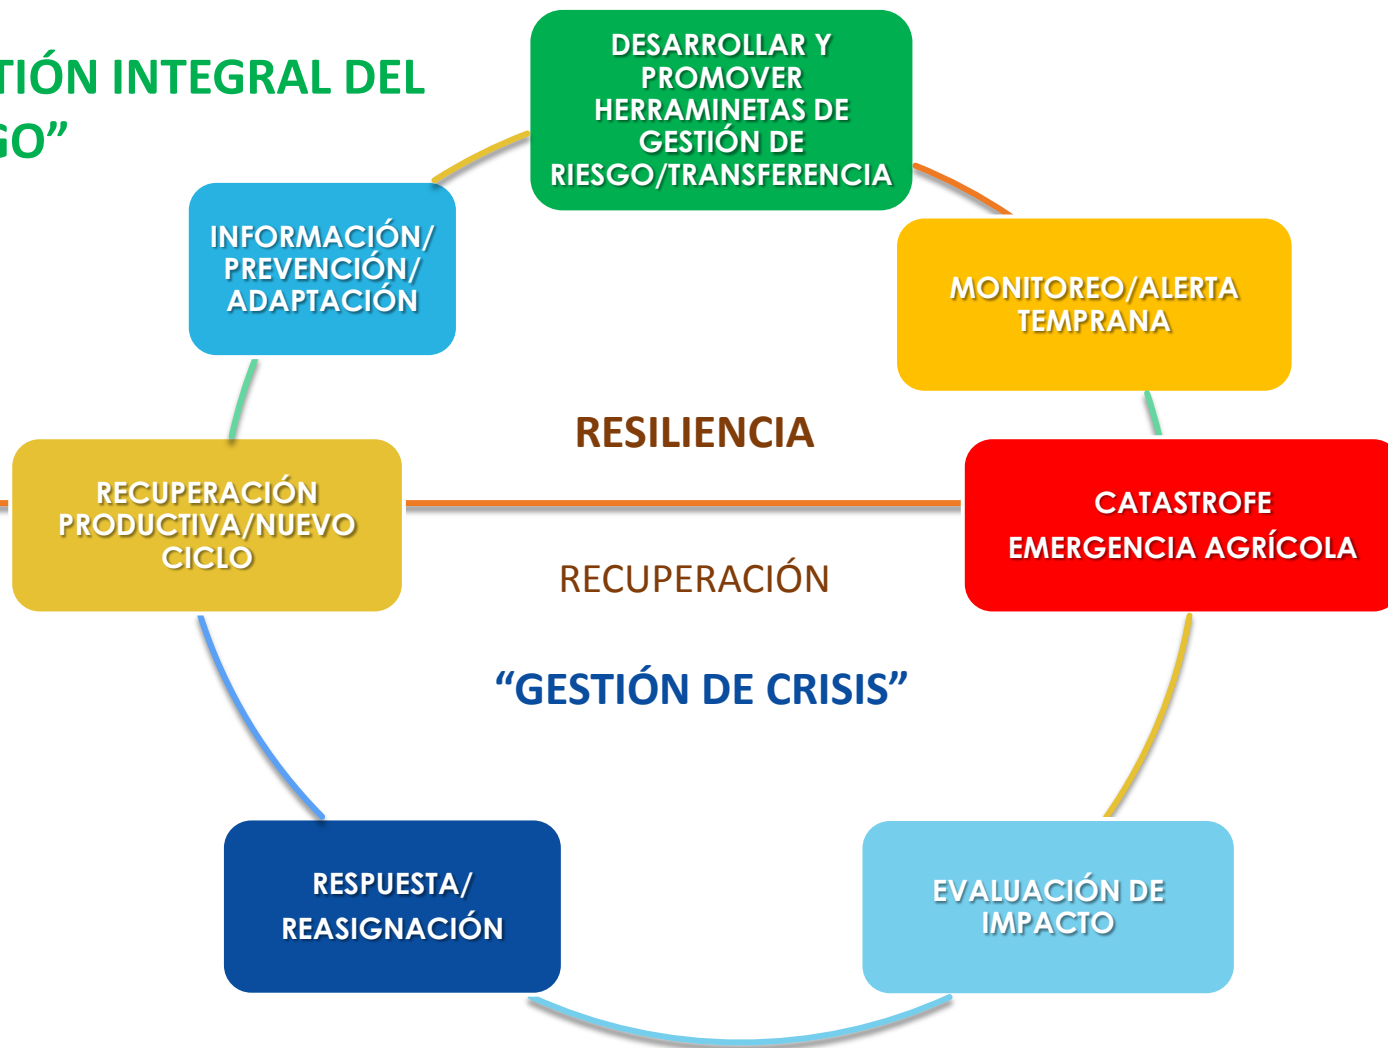 TIÓN INTEGRAL DEL
GO”
DESARROLLAR Y
PROMOVER
HERRAMINETAS DE
GESTIÓN DE
RIESGO/TRANSFERENCIA
INFORMACIÓN/
PREVENCIÓN/
ADAPTACIÓN
MONITOREO/ALERTA
TEMPRANA
RESILIENCIA
RECUPERACIÓN
PRODUCTIVA/NUEVO
CICLO
CATASTROFE
EMERGENCIA AGRÍCOLA
RECUPERACIÓN
“GESTIÓN DE CRISIS”
RESPUESTA/
REASIGNACIÓN
EVALUACIÓN DE
IMPACTO